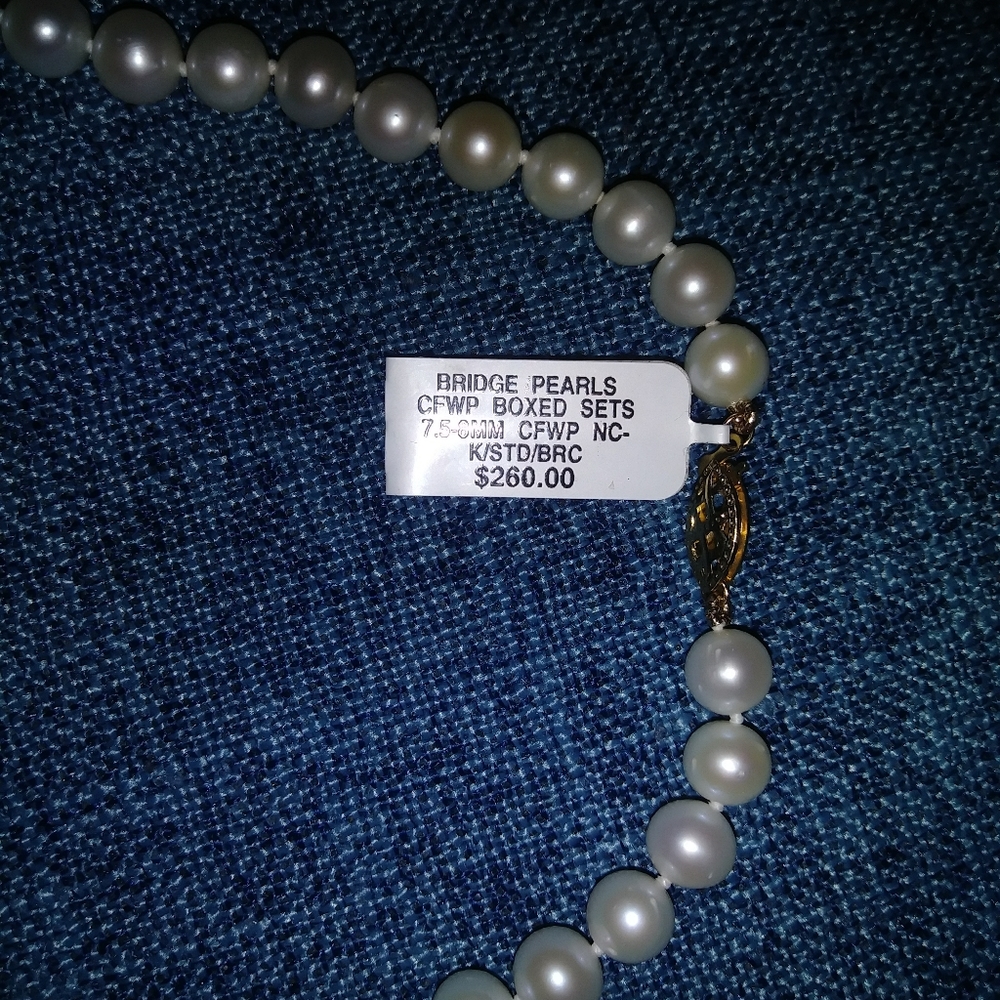 BRIDGE PEARLS
CFWP BOXED SETS
7.5-8MM CFWP NC-
K/STD/BRC
$260.00